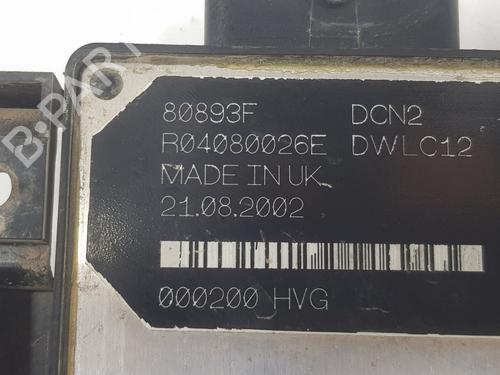 B-PARTS
80893F DCN2
R04080026E DWLC12
MADE IN UK
21.08.2002
000200 HVG